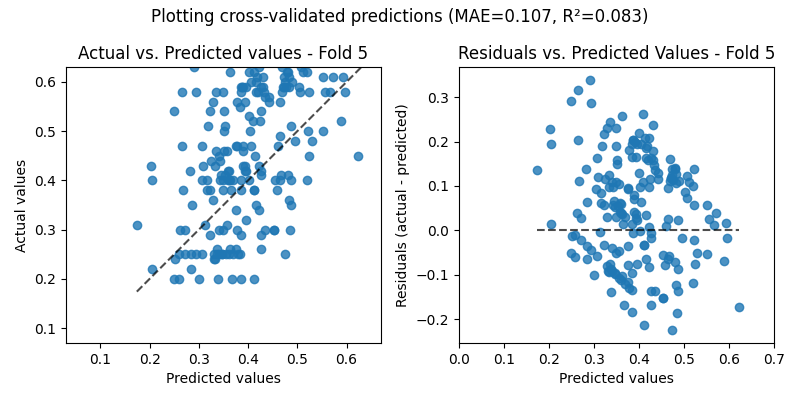 Plotting cross-validated predictions (MAE=0.107, R²=0.083)
Actual vs. Predicted values - Fold 5
Actual values
0.6
0.5
0.4
0.3
0.2
0.1
0.1 0.2 0.3 0.4 0.5 0.6
Predicted values
Residuals vs. Predicted Values - Fold 5
Residuals (actual - predicted)
0.3
0.2
0.1
0.0
−0.1
−0.2
0.0 0.1 0.2 0.3 0.4 0.5 0.6 0.7
Predicted values